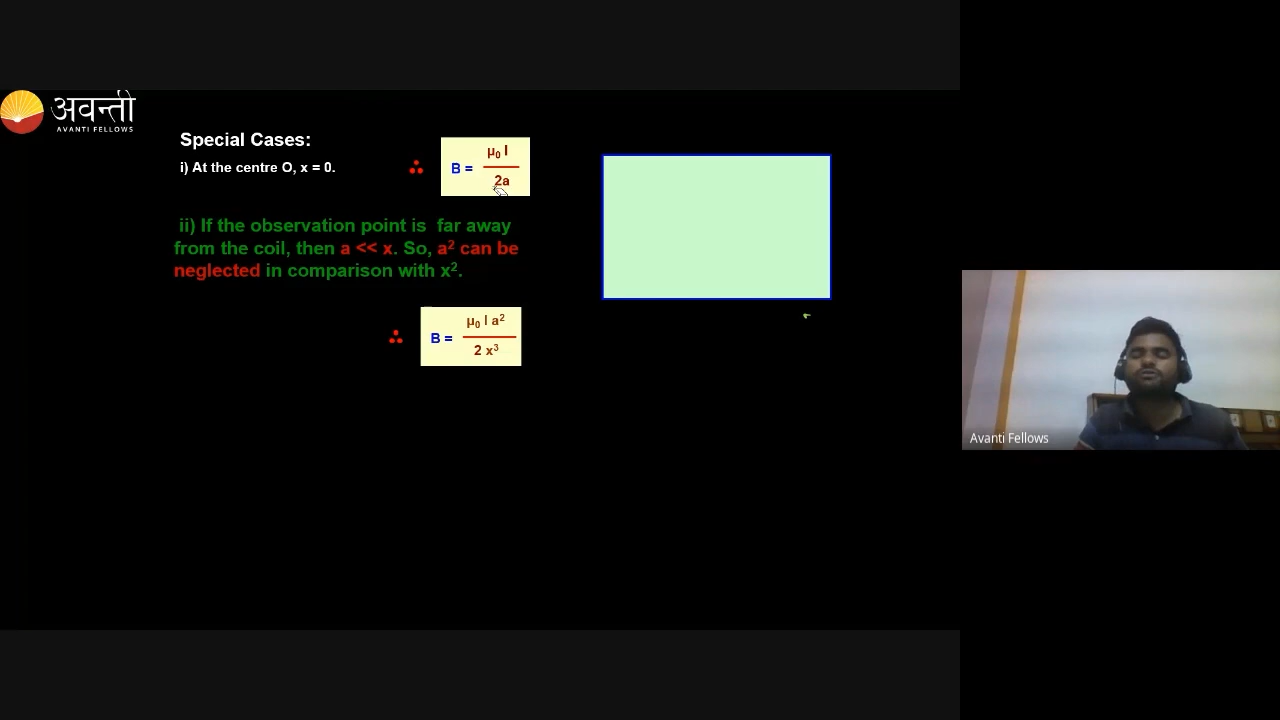 अवन्ती
AVANTI FELLOWS
Special Cases:
i) At the centre O, x = 0.
∴ B = μ₀ I / 2a
ii) If the observation point is far away
from the coil, then a << x. So, a² can be
neglected in comparison with x².
∴ B = μ₀ I a² / 2 x³
Avanti Fellows